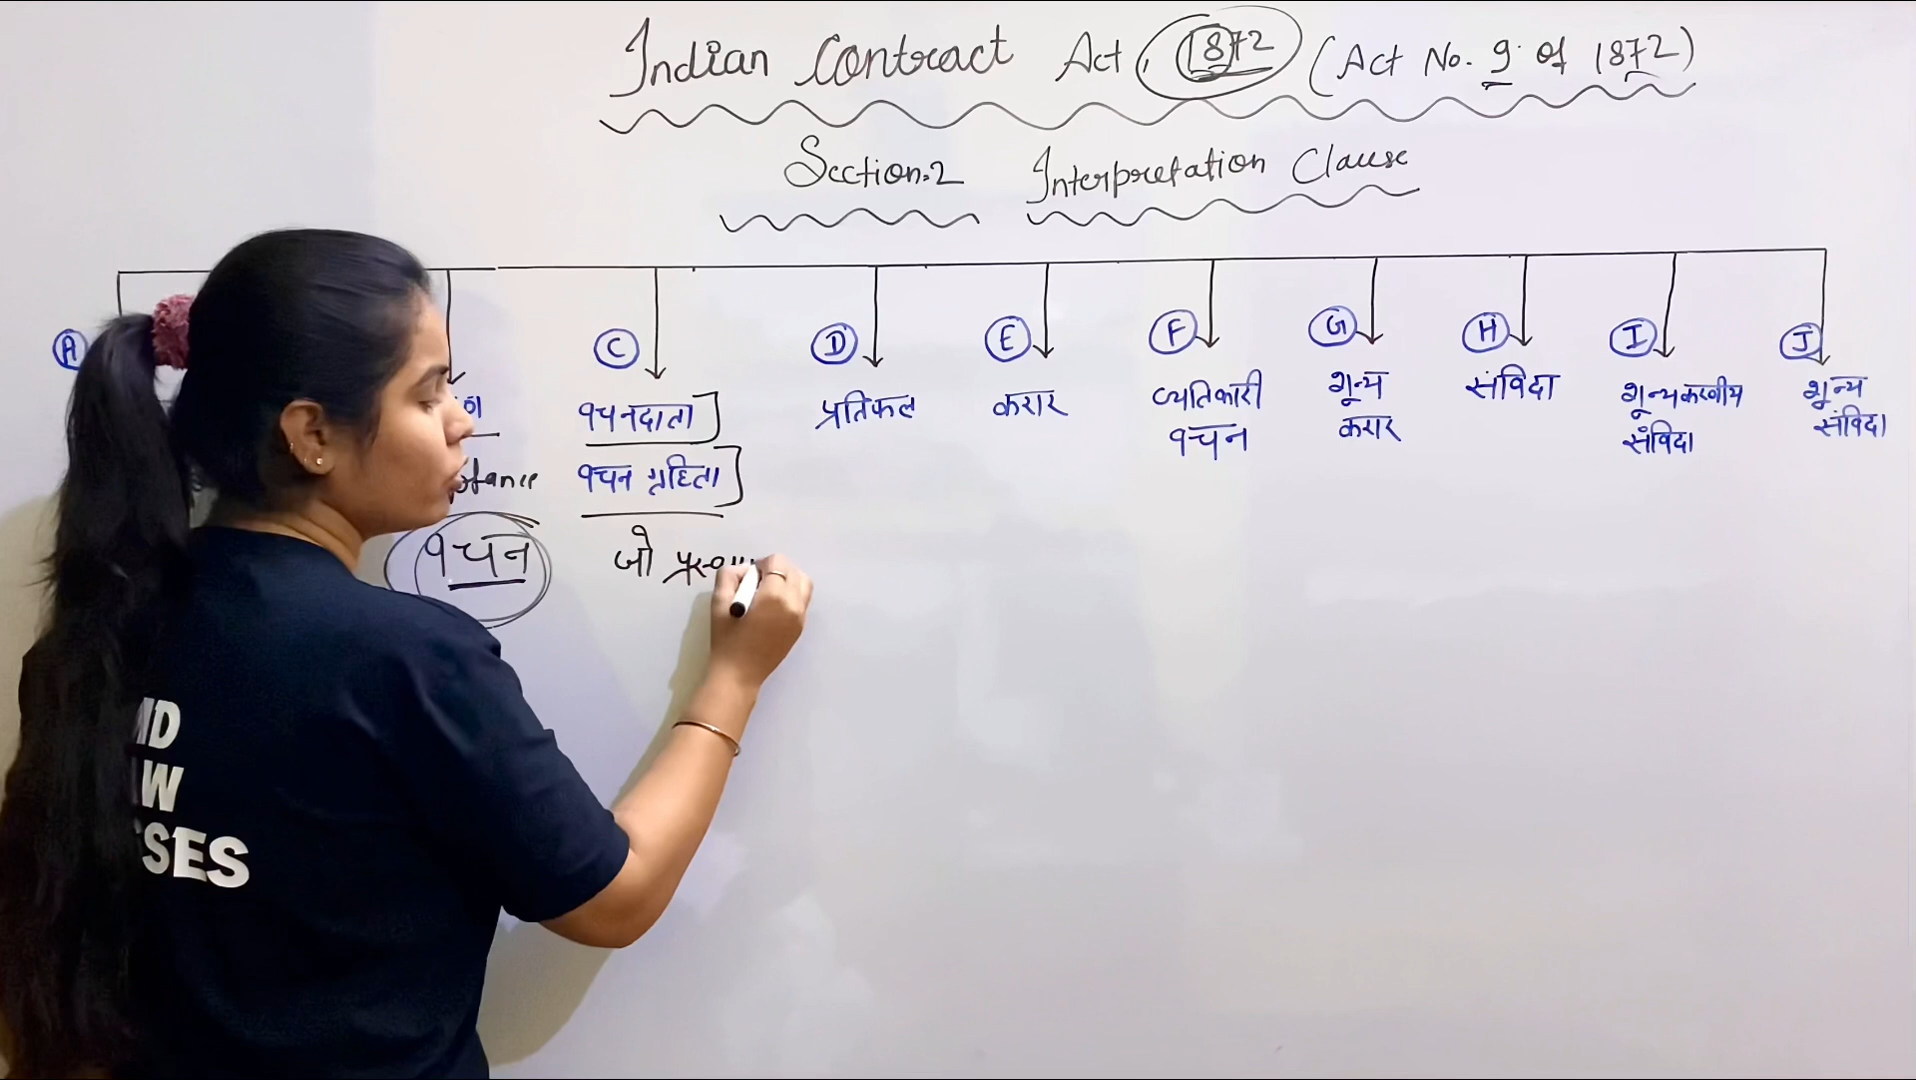 Indian Contract Act, 1872 (Act No. 9 of 1872)
Section.2 Interpretation Clause
A
C
D
E
F
G
H
I
J
वचनदाता
वचन ग्रहिता
जो
वचन
प्रतिफल
करार
व्यतिकारी
वचन
शून्य
करार
संविदा
शून्यकरणीय
संविदा
शून्य
संविदा
SES